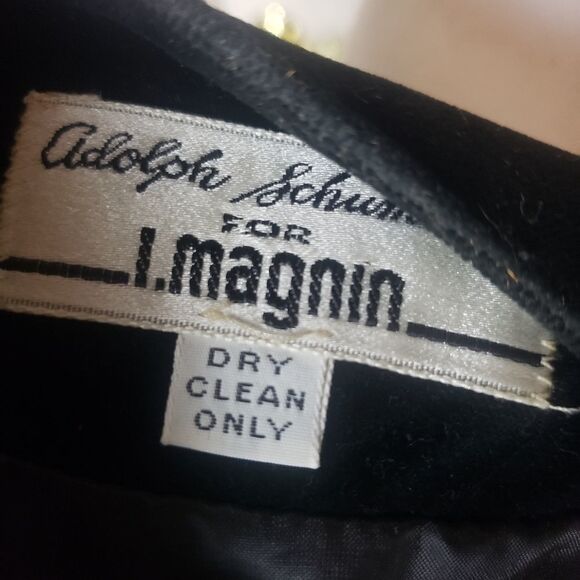 Adolph Schum
FOR
I.magnin
DRY
CLEAN
ONLY